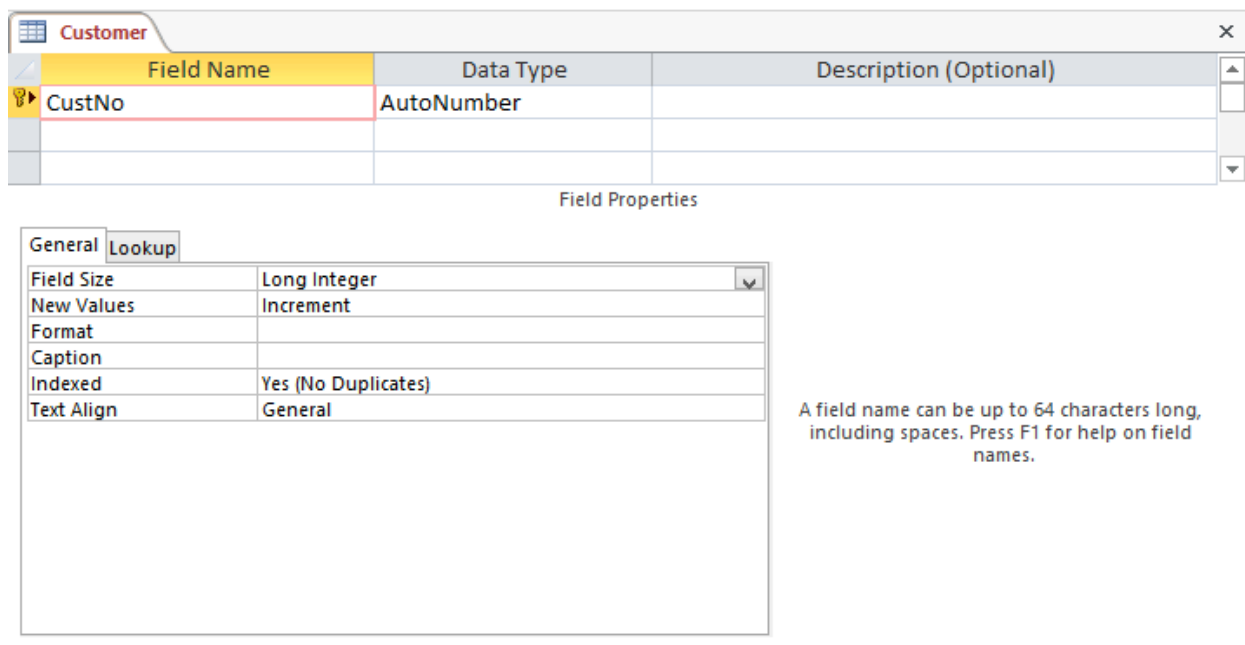 Customer
Field Name Data Type Description (Optional)
CustNo AutoNumber
Field Properties
General Lookup
Field Size Long Integer
New Values Increment
Format
Caption
Indexed Yes (No Duplicates)
Text Align General
A field name can be up to 64 characters long,
including spaces. Press F1 for help on field
names.